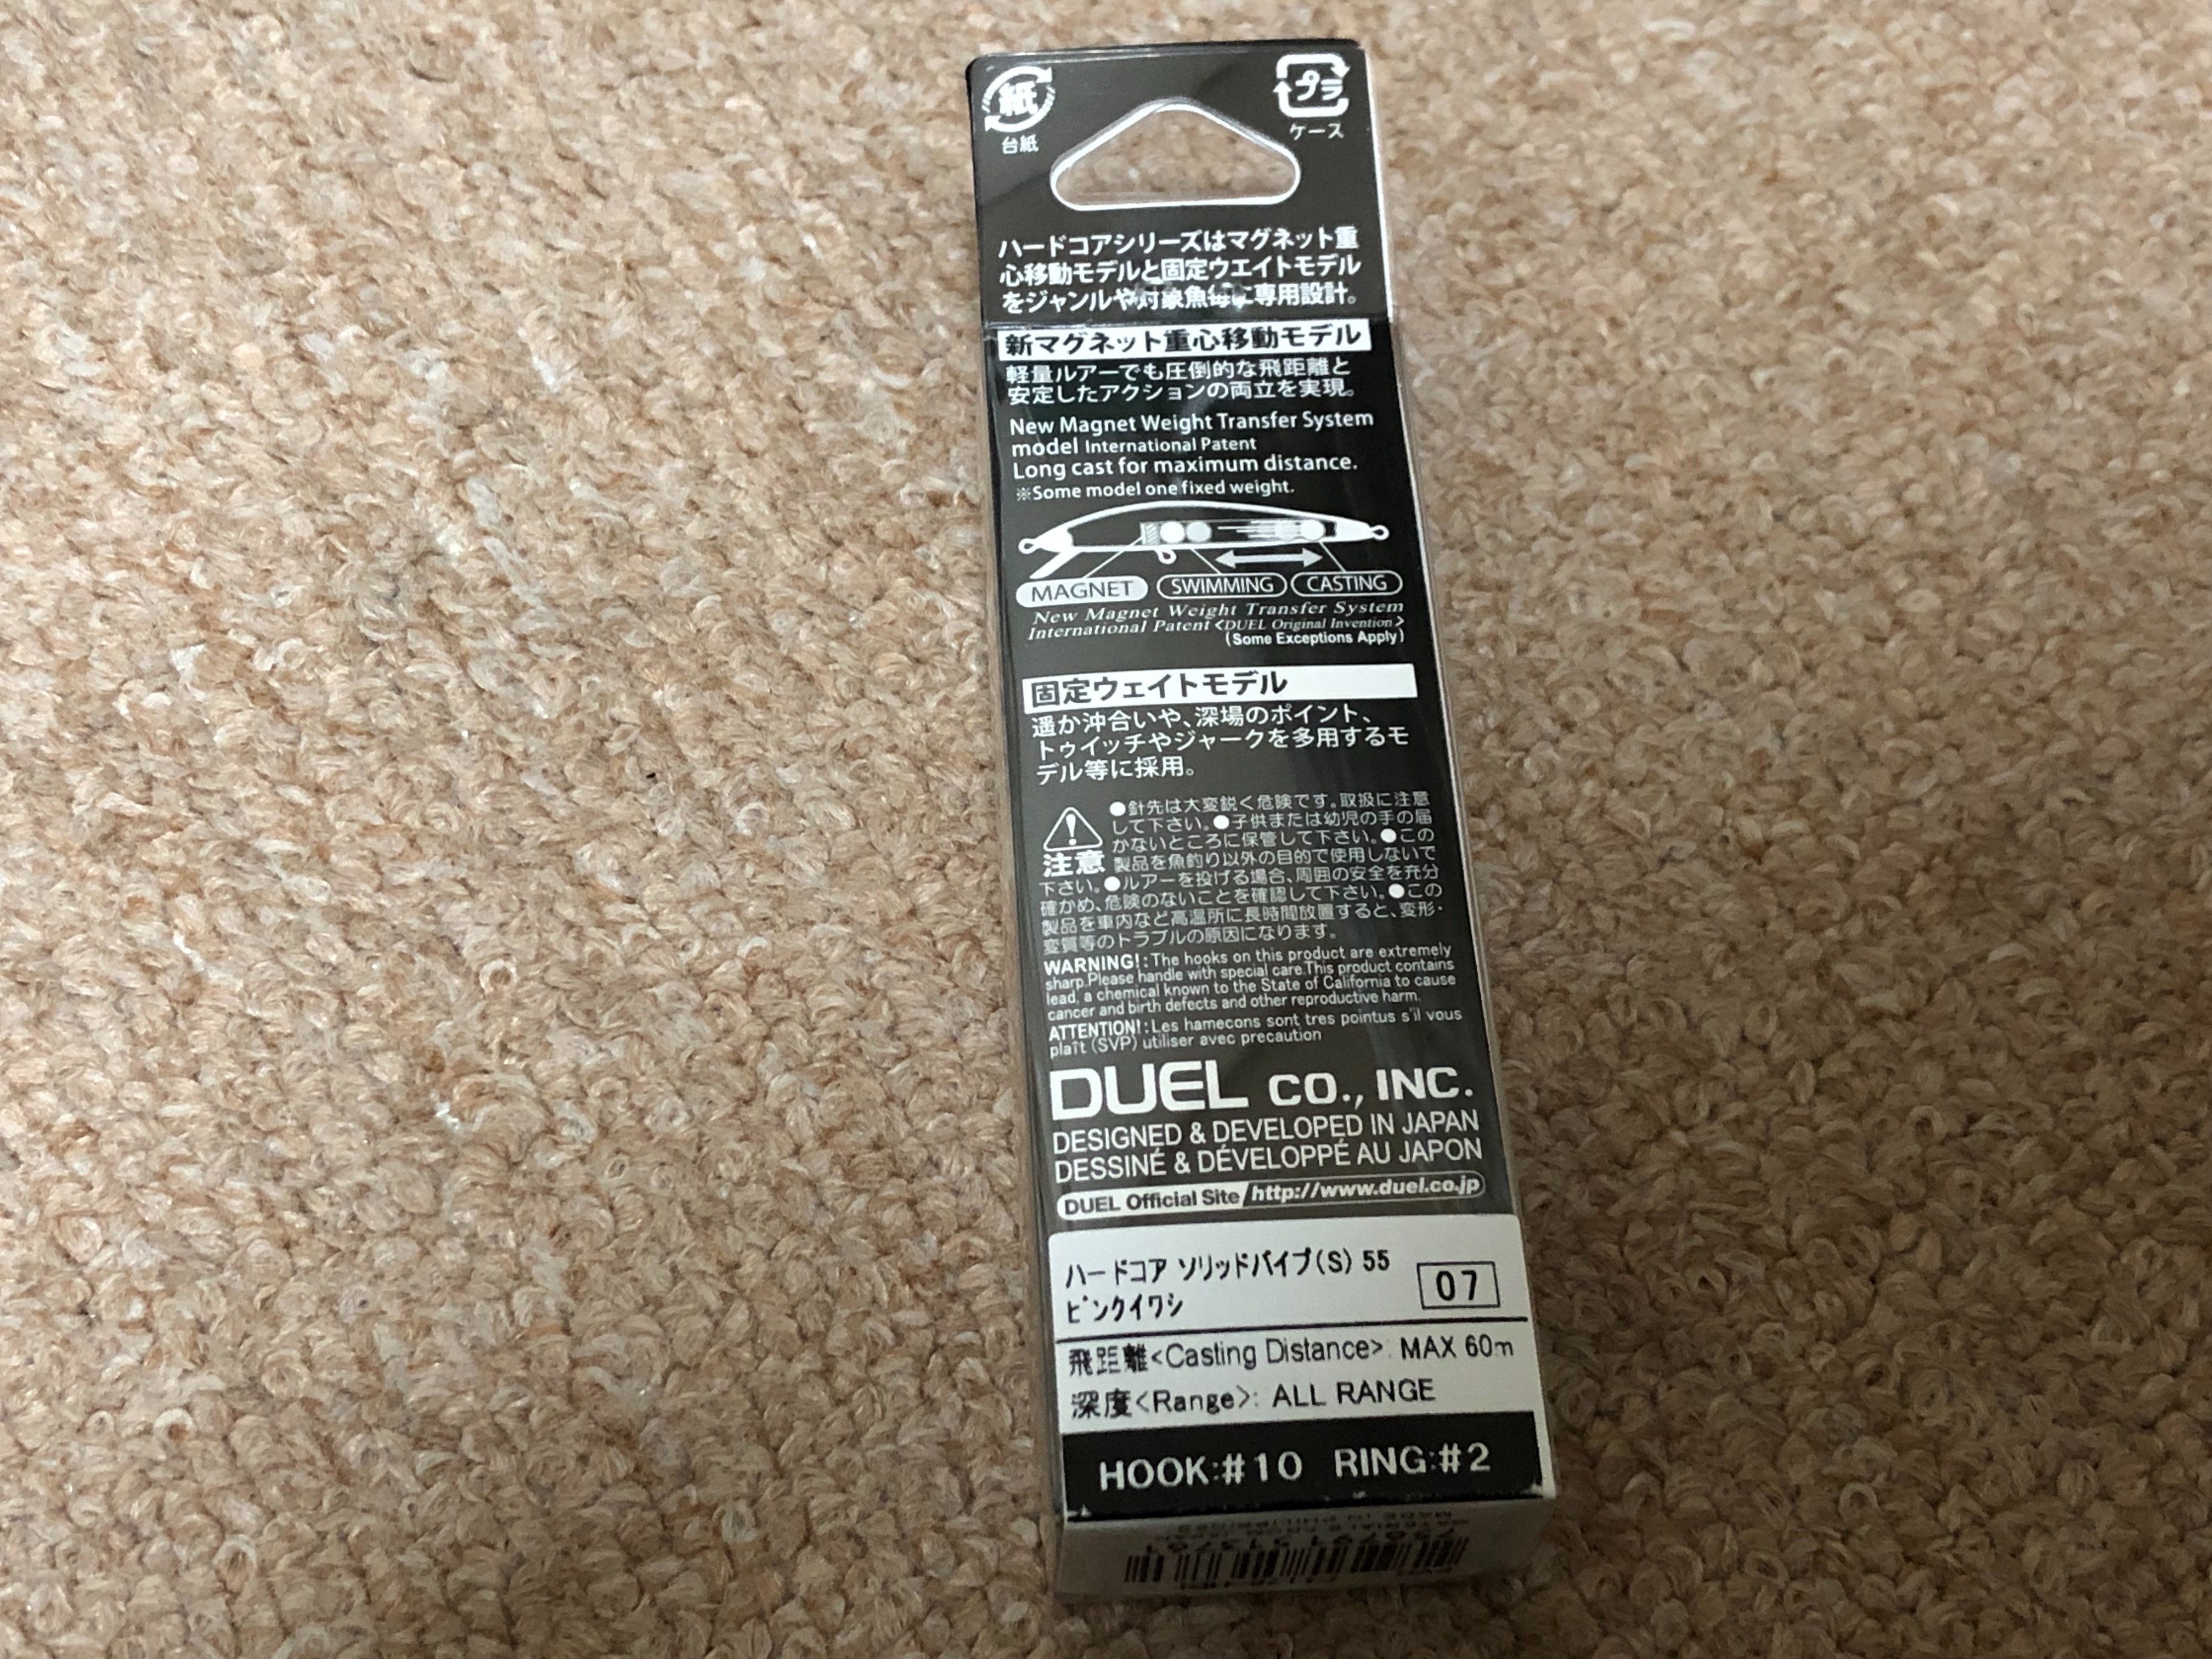 紙
台紙
プラ
ケース
ハードコアシリーズはマグネット重
心移動モデルと固定ウエイトモデル
をジャンルや対象魚毎に専用設計。
新マグネット重心移動モデル
軽量ルアーでも圧倒的な飛距離と
安定したアクションの両立を実現。
New Magnet Weight Transfer System
model International Patent
Long cast for maximum distance.
※Some model one fixed weight.
MAGNET SWIMMING CASTING
New Magnet Weight Transfer System
International Patent <DUEL Original Invention>
(Some Exceptions Apply)
固定ウェイトモデル
遥か沖合いや、深場のポイント、
トゥイッチやジャークを多用するモ
デル等に採用。
●針先は大変鋭く危険です。取扱に注意
して下さい。●子供または幼児の手の届
かないところに保管して下さい。●この
注意 製品を魚釣り以外の目的で使用しないで
下さい。●ルアーを投げる場合、周囲の安全を充分
確かめ、危険のないことを確認して下さい。●この
製品を車内など高温所に長時間放置すると、変形・
変質等のトラブルの原因になります。
WARNING!:The hooks on this product are extremely
sharp.Please handle with special care.This product contains
lead, a chemical known to the State of California to cause
cancer and birth defects and other reproductive harm.
ATTENTION!:Les hamecons sont tres pointus s'il vous
plaît (SVP) utiliser avec precaution
DUEL CO., INC.
DESIGNED & DEVELOPED IN JAPAN
DESSINÉ & DÉVELOPPÉ AU JAPON
DUEL Official Site http://www.duel.co.jp
ハードコア ソリッドバイブ(S) 55
ピンクイワシ
07
飛距離<Casting Distance>: MAX 60m
深度<Range>: ALL RANGE
HOOK:#10 RING:#2
MADE IN PHILIPPINES